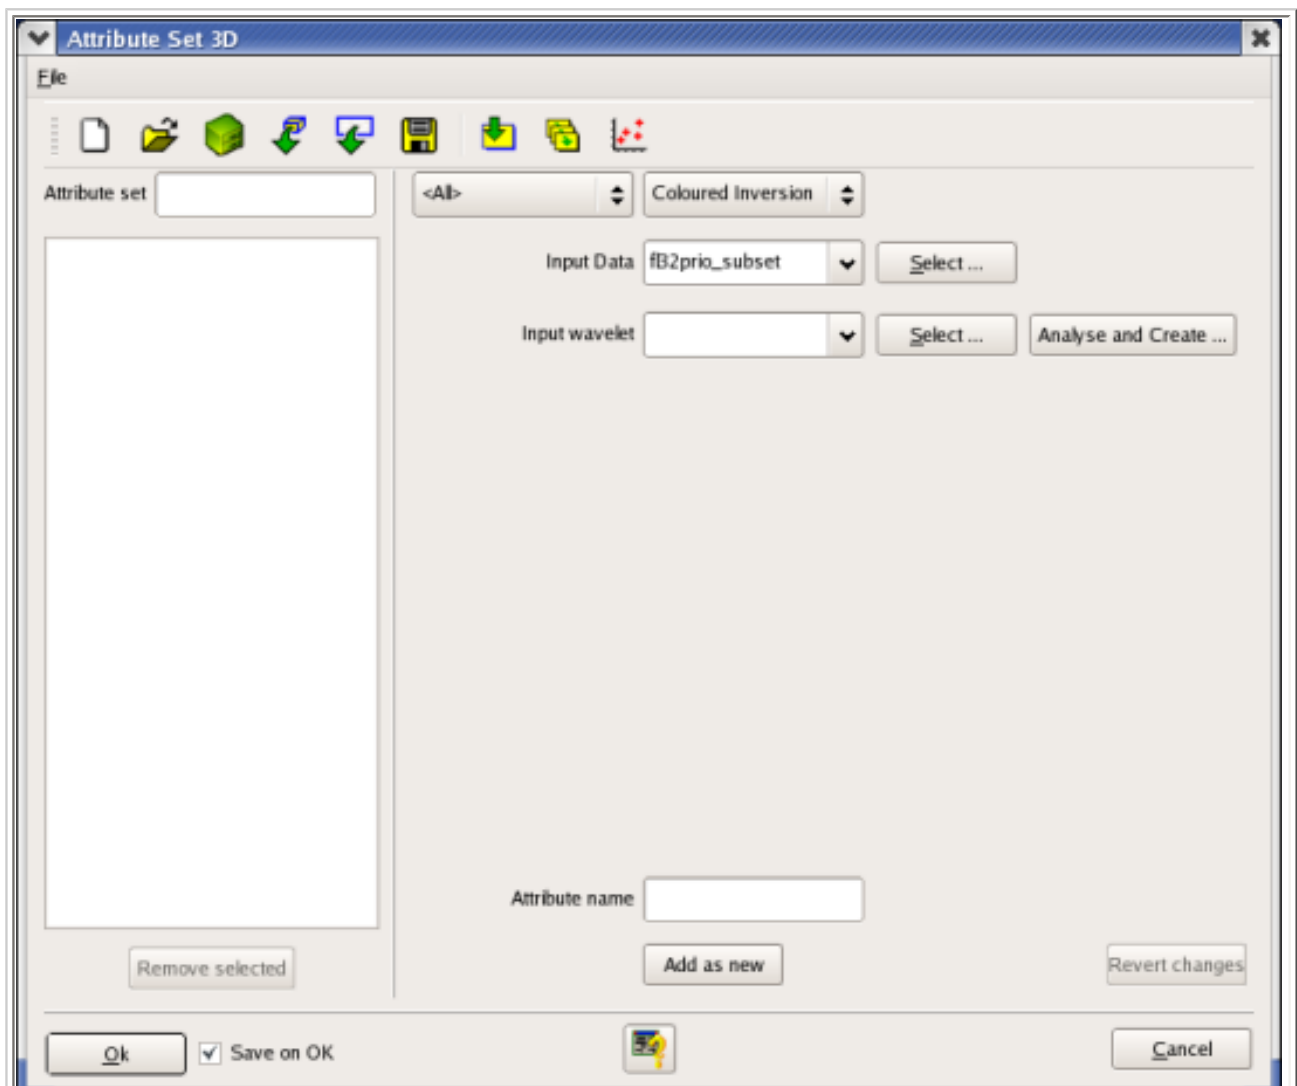 Attribute Set 3D
File
Attribute set
<All> Coloured Inversion
Input Data fB2prio_subset Select ...
Input wavelet Select ... Analyse and Create ...
Attribute name
Remove selected Add as new Revert changes
Ok Save on OK Cancel